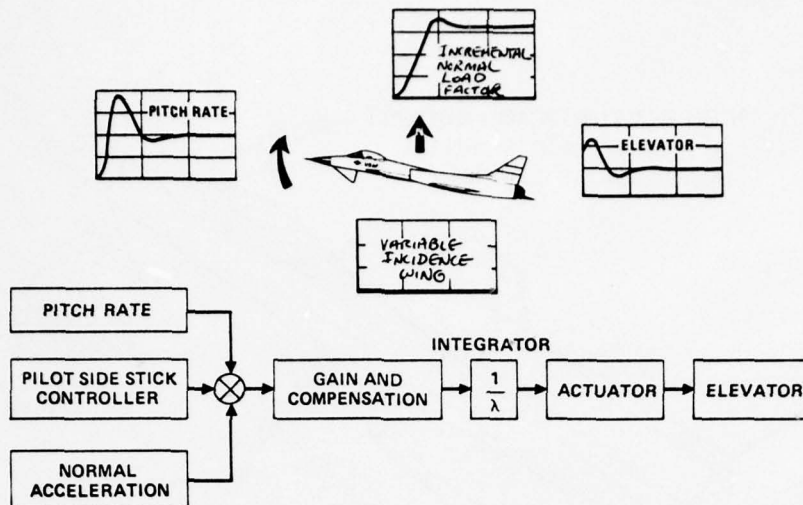 INCREMENTAL
NORMAL
LOAD
FACTOR
PITCH RATE
ELEVATOR
VARIABLE
INCIDENCE
WING
PITCH RATE
PILOT SIDE STICK
CONTROLLER
NORMAL
ACCELERATION
GAIN AND
COMPENSATION
INTEGRATOR
1
λ
ACTUATOR
ELEVATOR